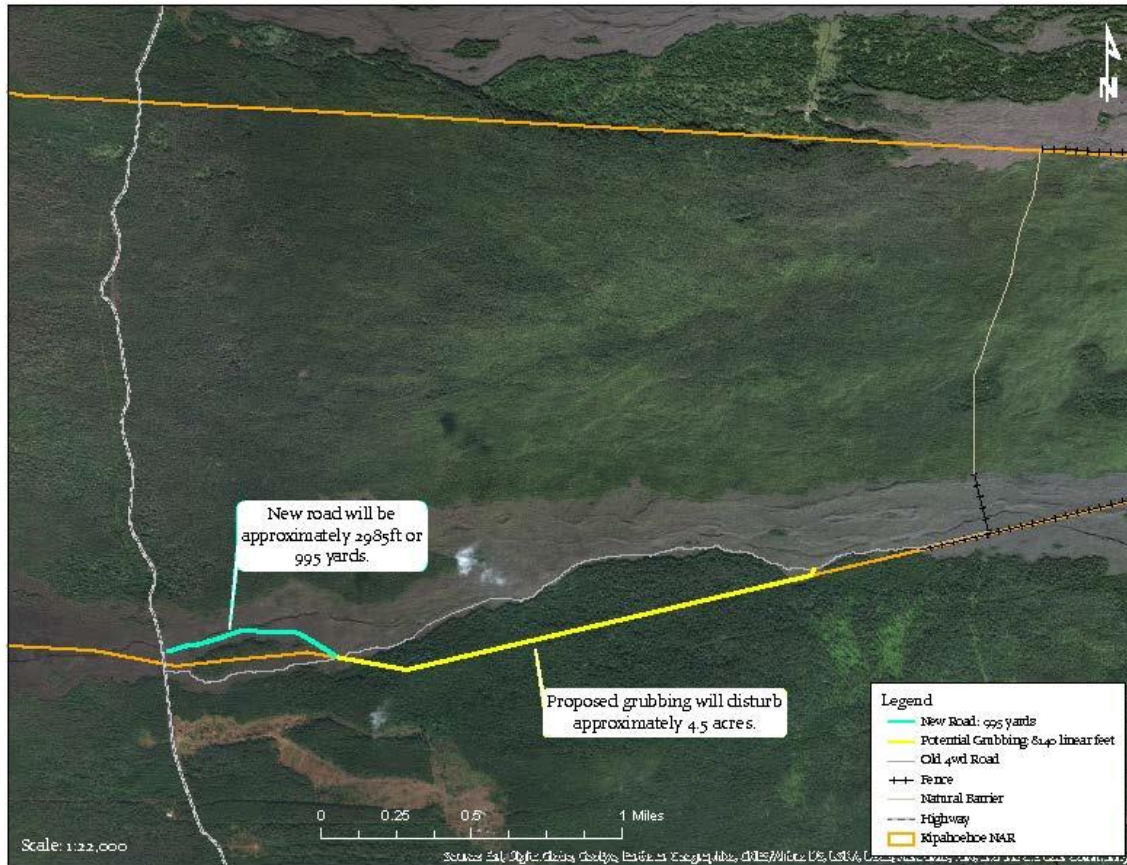 N
New road will be
approximately 2985ft or
995 yards.
Proposed grubbing will disturb
approximately 4.5 acres.
Legend
New Road: 995 yards
Potential Grubbing: 8140 linear feet
Old 4wd Road
Fence
Natural Barrier
Highway
Kipahoehoe NAR
0 0.25 0.5 1 Miles
Scale: 1:22,000